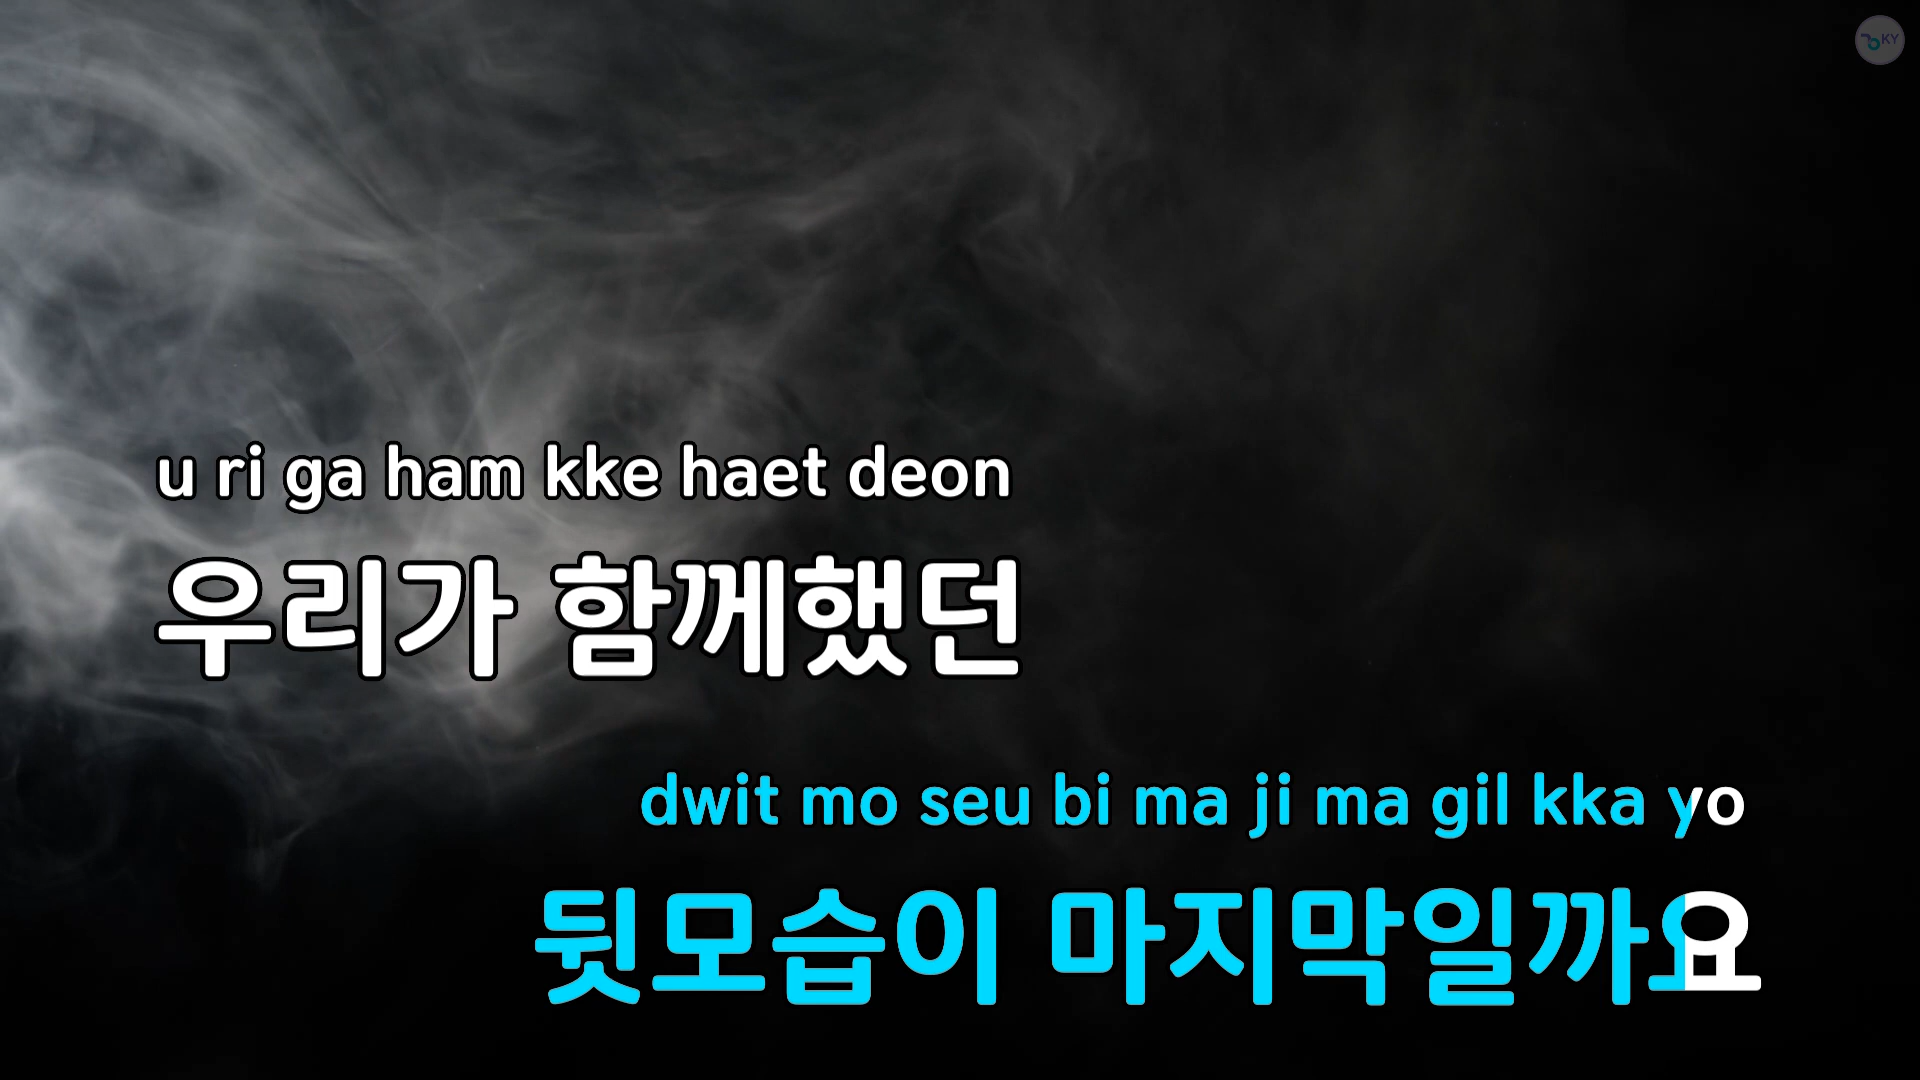 KY
u ri ga ham kke haet deon
우리가 함께했던
dwit mo seu bi ma ji ma gil kka yo
뒷모습이 마지막일까요